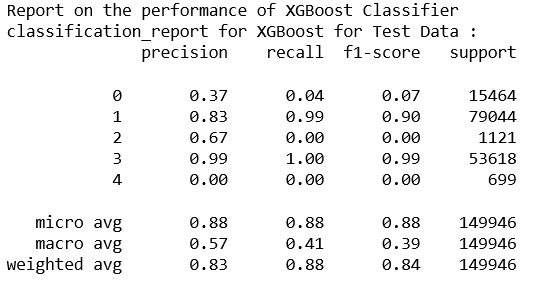 Report on the performance of XGBoost Classifier
classification_report for XGBoost for Test Data :
precision recall f1-score support
0 0.37 0.04 0.07 15464
1 0.83 0.99 0.90 79044
2 0.67 0.00 0.00 1121
3 0.99 1.00 0.99 53618
4 0.00 0.00 0.00 699
micro avg 0.88 0.88 0.88 149946
macro avg 0.57 0.41 0.39 149946
weighted avg 0.83 0.88 0.84 149946